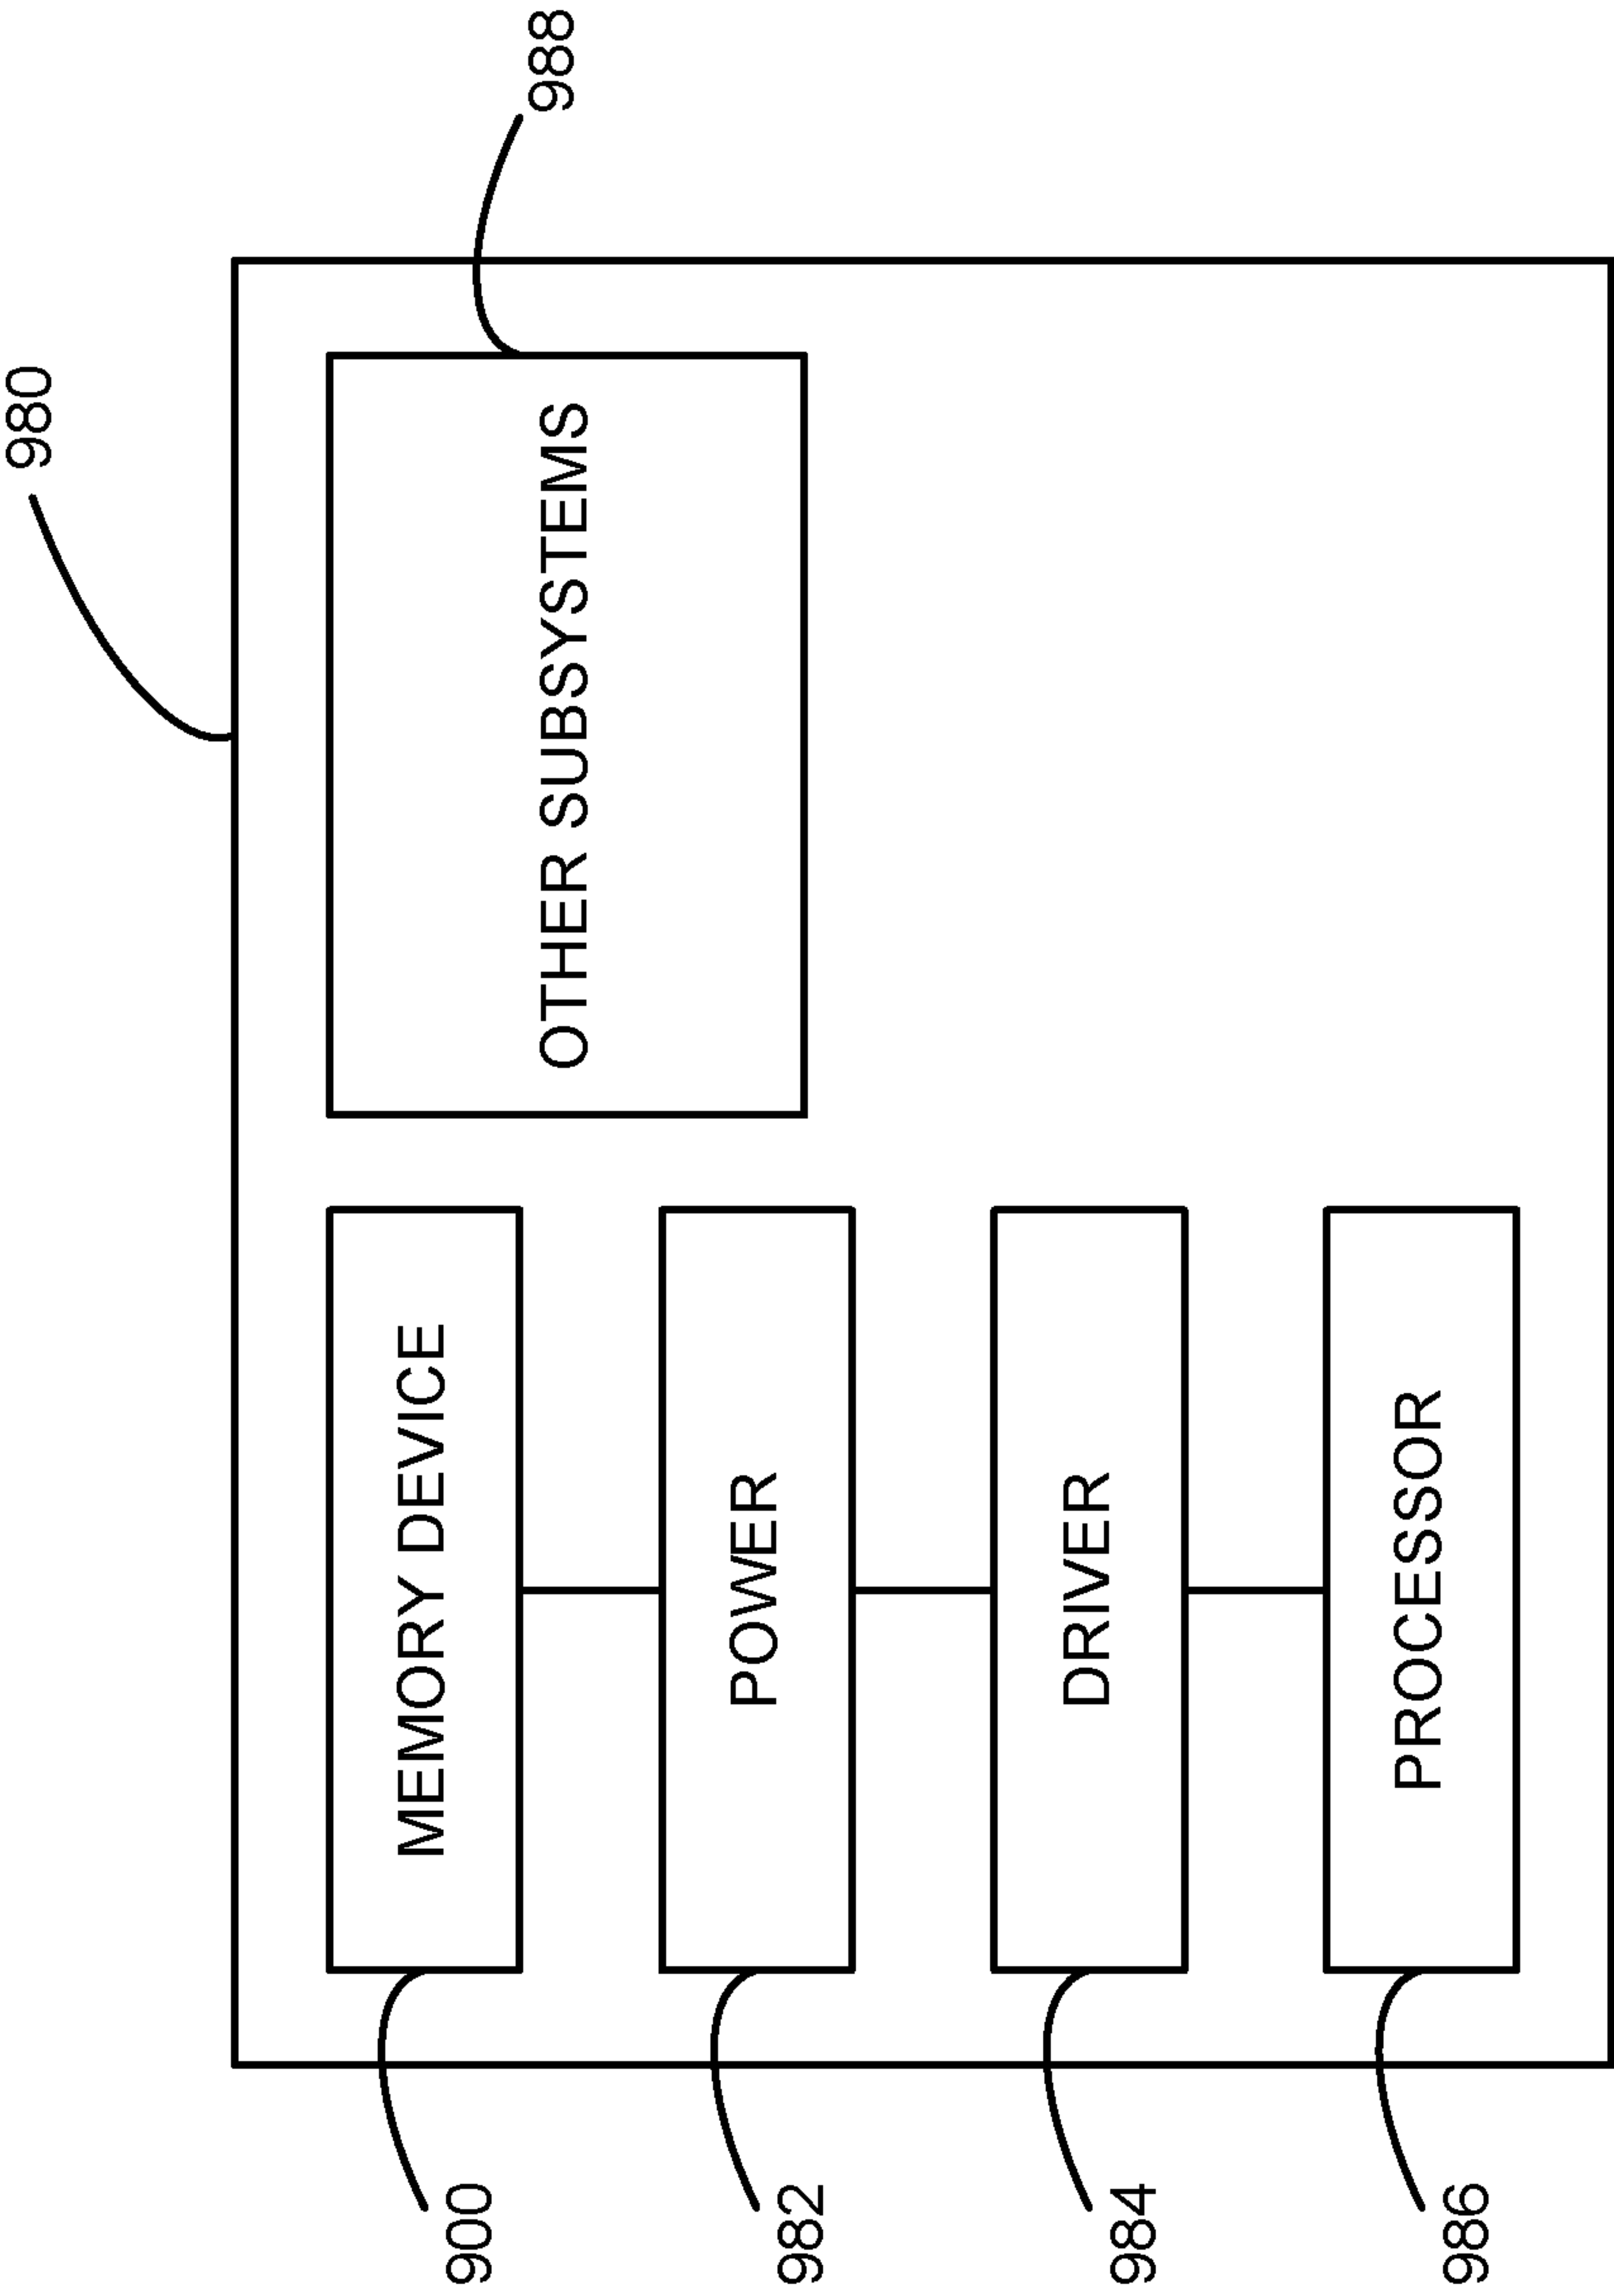 980
900
MEMORY DEVICE
OTHER SUBSYSTEMS
988
982
POWER
984
DRIVER
986
PROCESSOR